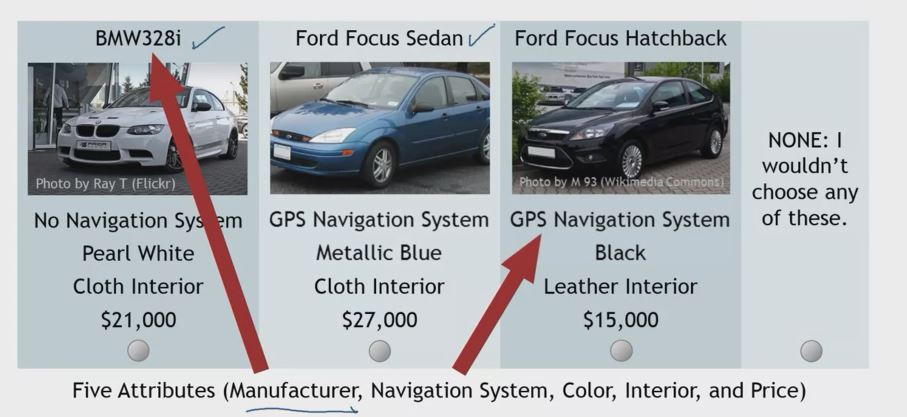 BMW328i
Ford Focus Sedan
Ford Focus Hatchback
Photo by Ray T (Flickr)
Photo by M 93 (Wikimedia Commons)
No Navigation System
Pearl White
Cloth Interior
$21,000
GPS Navigation System
Metallic Blue
Cloth Interior
$27,000
GPS Navigation System
Black
Leather Interior
$15,000
NONE: I
wouldn't
choose any
of these.
Five Attributes (Manufacturer, Navigation System, Color, Interior, and Price)